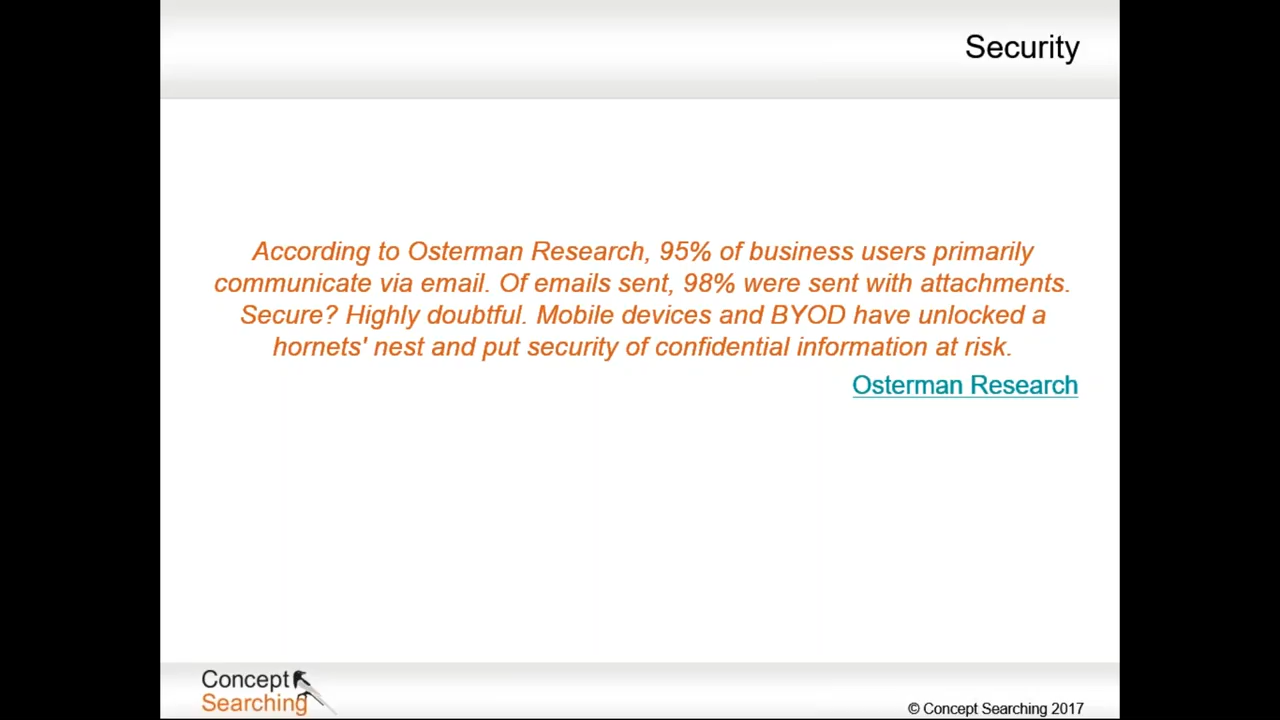 Security
According to Osterman Research, 95% of business users primarily
communicate via email. Of emails sent, 98% were sent with attachments.
Secure? Highly doubtful. Mobile devices and BYOD have unlocked a
hornets' nest and put security of confidential information at risk.
Osterman Research
Concept
Searching
© Concept Searching 2017